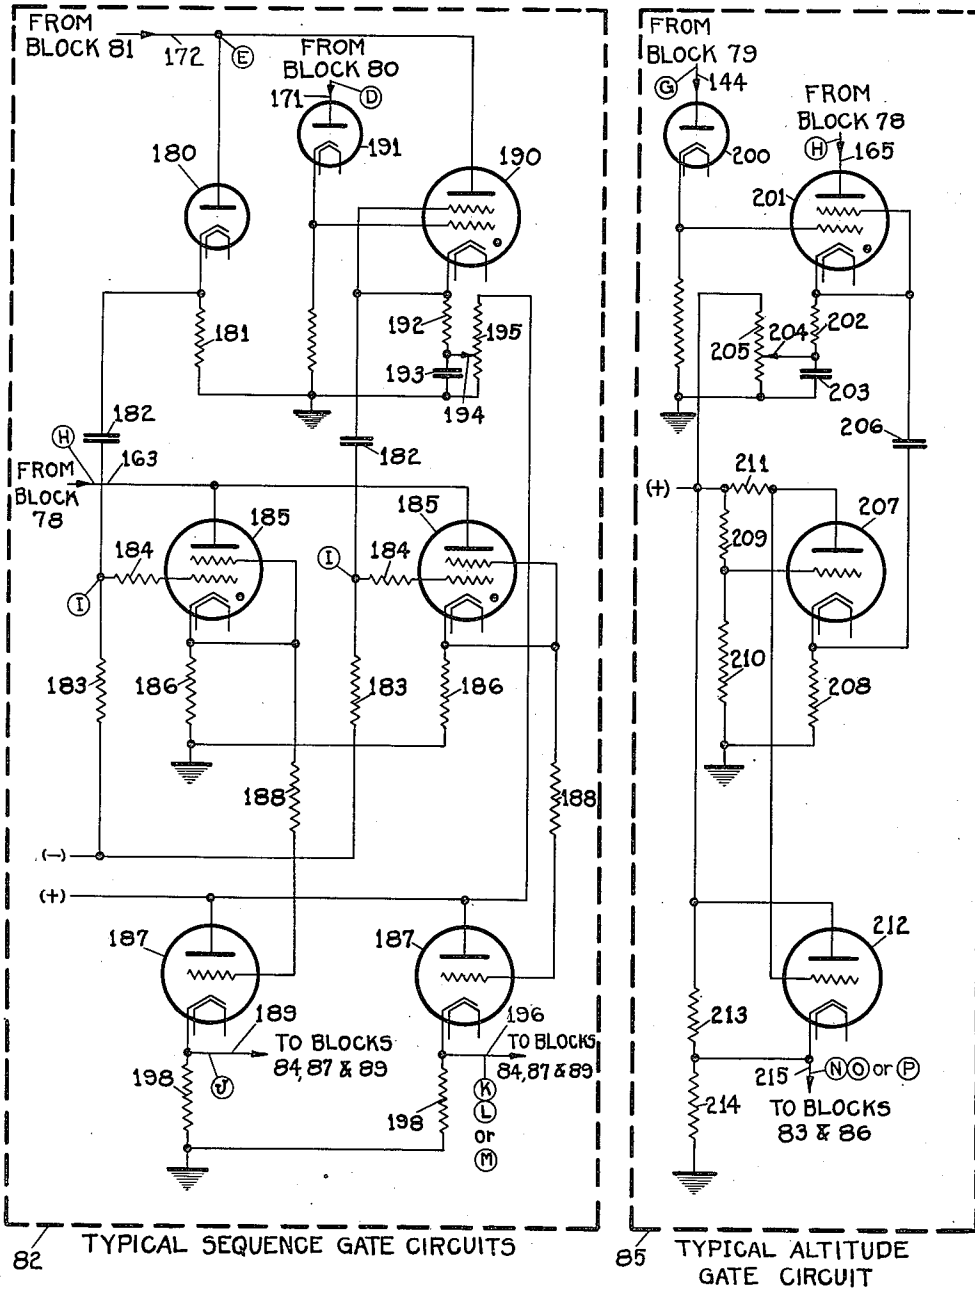 FROM
BLOCK 81
172
E
FROM
BLOCK 80
171
D
191
180
190
181
192
195
193
194
182
182
H
163
FROM
BLOCK
78
185
185
184
I
184
I
183
186
183
186
188
188
(-)
(+)
187
187
189
TO BLOCKS
84,87 & 89
196
TO BLOCKS
84,87 & 89
198
J
198
K
L
or
M
82
TYPICAL SEQUENCE GATE CIRCUITS
FROM
BLOCK 79
G
144
200
FROM
BLOCK 78
H
165
201
202
204
205
203
206
(+)
211
207
209
210
208
212
213
215
N O or P
214
TO BLOCKS
83 & 86
85
TYPICAL ALTITUDE
GATE CIRCUIT